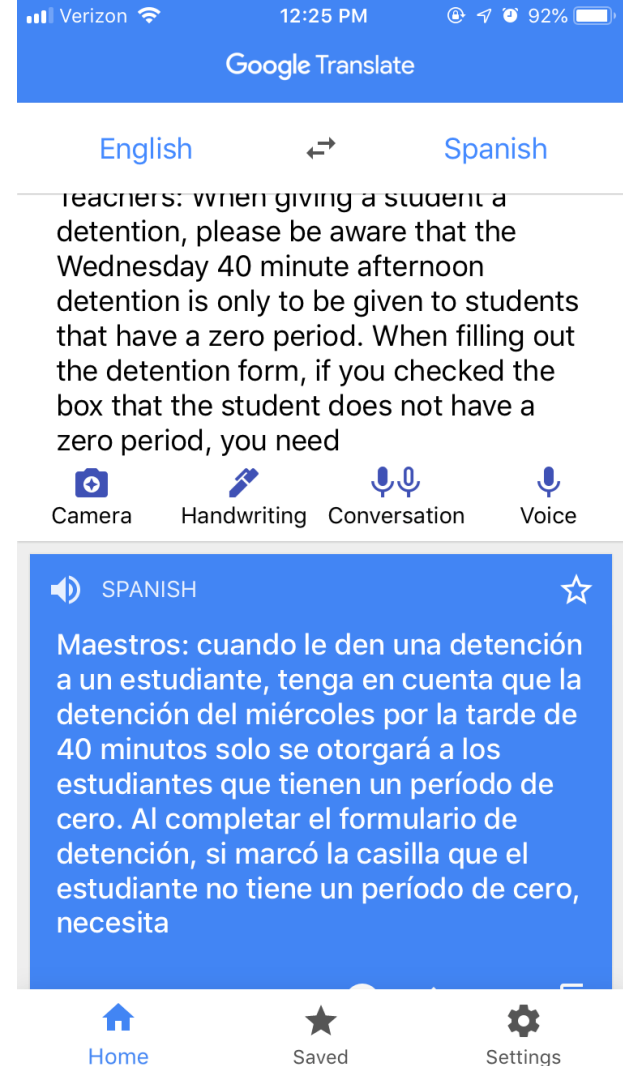 Verizon 12:25 PM 92%
Google Translate
English Spanish
Teachers: When giving a student a
detention, please be aware that the
Wednesday 40 minute afternoon
detention is only to be given to students
that have a zero period. When filling out
the detention form, if you checked the
box that the student does not have a
zero period, you need
Camera Handwriting Conversation Voice
SPANISH
Maestros: cuando le den una detención
a un estudiante, tenga en cuenta que la
detención del miércoles por la tarde de
40 minutos solo se otorgará a los
estudiantes que tienen un período de
cero. Al completar el formulario de
detención, si marcó la casilla que el
estudiante no tiene un período de cero,
necesita
Home Saved Settings